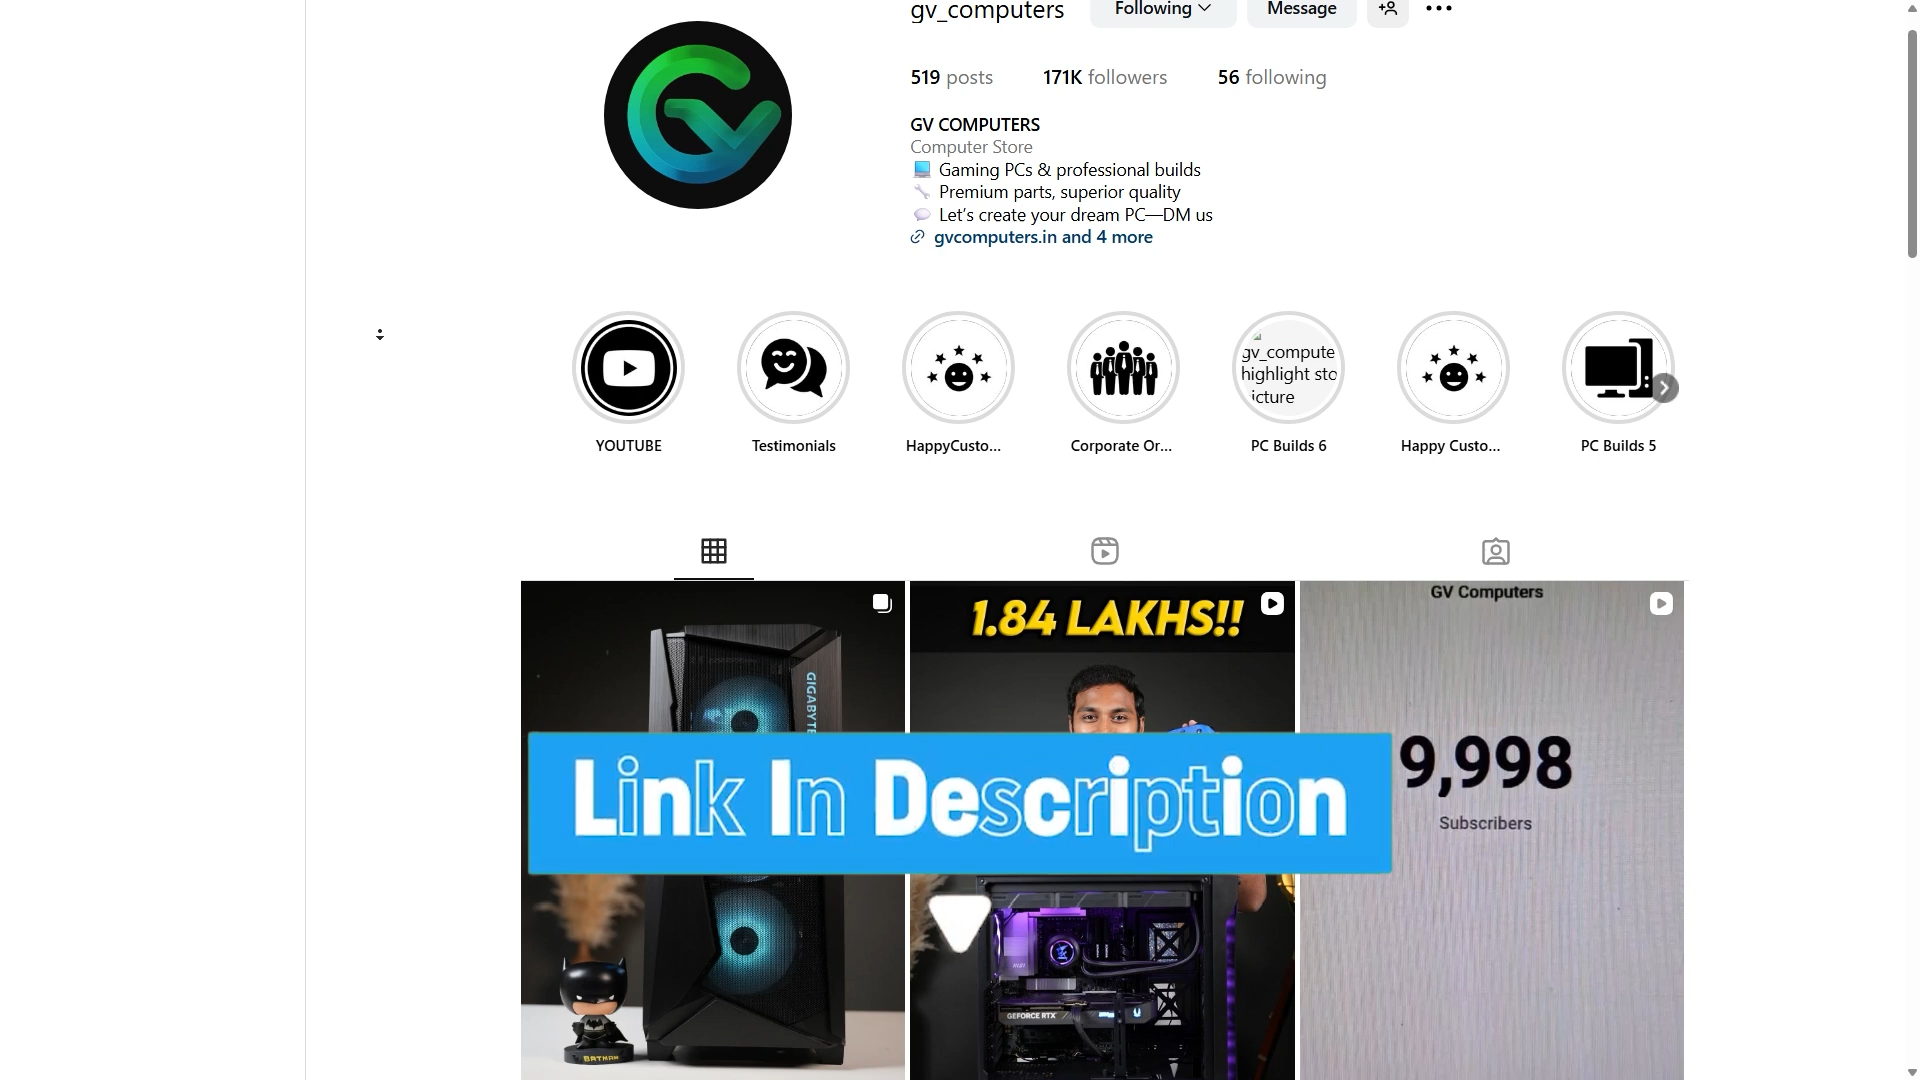 gv_computers
Following
Message
519 posts
171K followers
56 following
GV COMPUTERS
Computer Store
Gaming PCs & professional builds
Premium parts, superior quality
Let's create your dream PC—DM us
gvcomputers.in and 4 more
gv_compute
highlight sto
icture
YOUTUBE
Testimonials
HappyCusto...
Corporate Or...
PC Builds 6
Happy Custo...
PC Builds 5
1.84 LAKHS!!
GV Computers
GIGABYTE
9,998
Subscribers
Link In Description
GEFORCE RTX
BATMAN